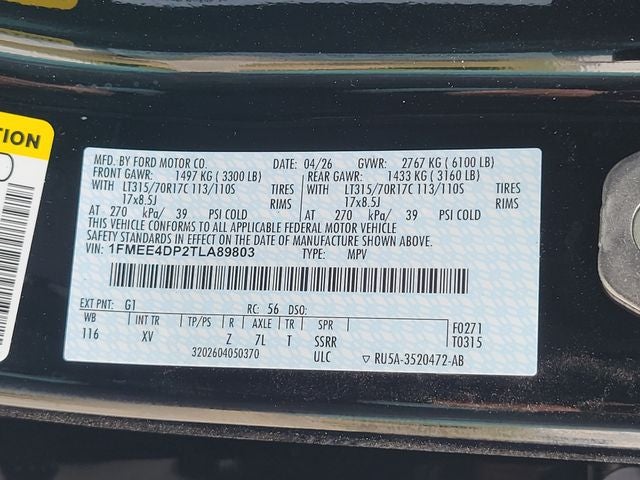 TION
MFD. BY FORD MOTOR CO. DATE: 04/26 GVWR: 2767 KG ( 6100 LB)
FRONT GAWR: 1497 KG ( 3300 LB) REAR GAWR: 1433 KG ( 3160 LB)
WITH LT315/70R17C 113/110S TIRES WITH LT315/70R17C 113/110S TIRES
17x8.5J RIMS 17x8.5J RIMS
AT 270 kPa/ 39 PSI COLD AT 270 kPa/ 39 PSI COLD
THIS VEHICLE CONFORMS TO ALL APPLICABLE FEDERAL MOTOR VEHICLE
SAFETY STANDARDS IN EFFECT ON THE DATE OF MANUFACTURE SHOWN ABOVE.
VIN: 1FMEE4DP2TLA89803 TYPE: MPV
EXT PNT: G1 RC: 56 DSO: F0271
WB INT TR TP/PS R AXLE TR SPR T0315
116 XV Z 7L T SSRR
3202604050370 ULC ▽ RU5A-3520472-AB